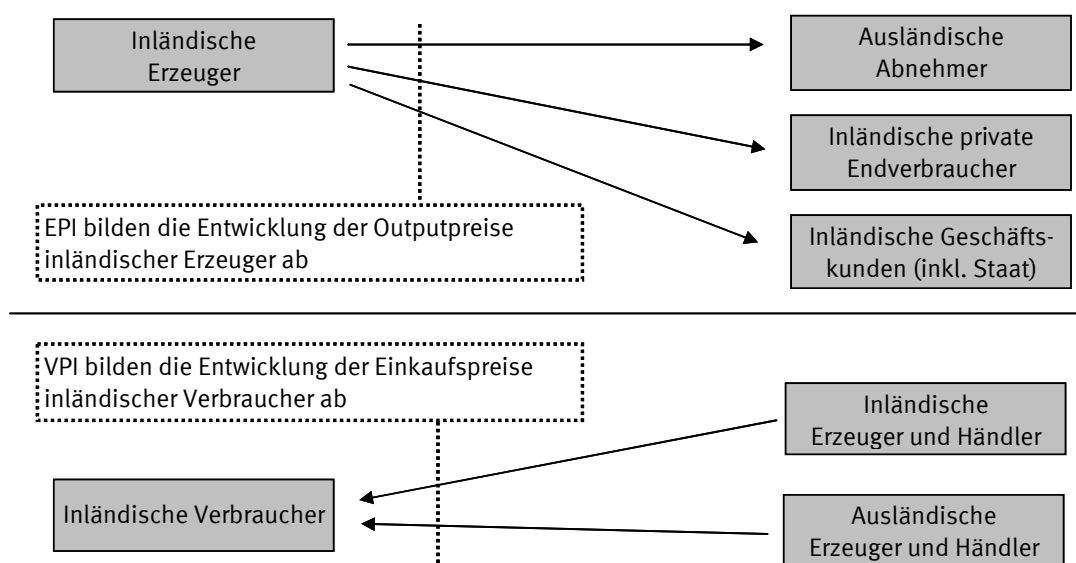 Inländische
Erzeuger
Ausländische
Abnehmer
Inländische private
Endverbraucher
Inländische Geschäfts-
kunden (inkl. Staat)
EPI bilden die Entwicklung der Outputpreise
inländischer Erzeuger ab
VPI bilden die Entwicklung der Einkaufspreise
inländischer Verbraucher ab
Inländische
Erzeuger und Händler
Inländische Verbraucher
Ausländische
Erzeuger und Händler